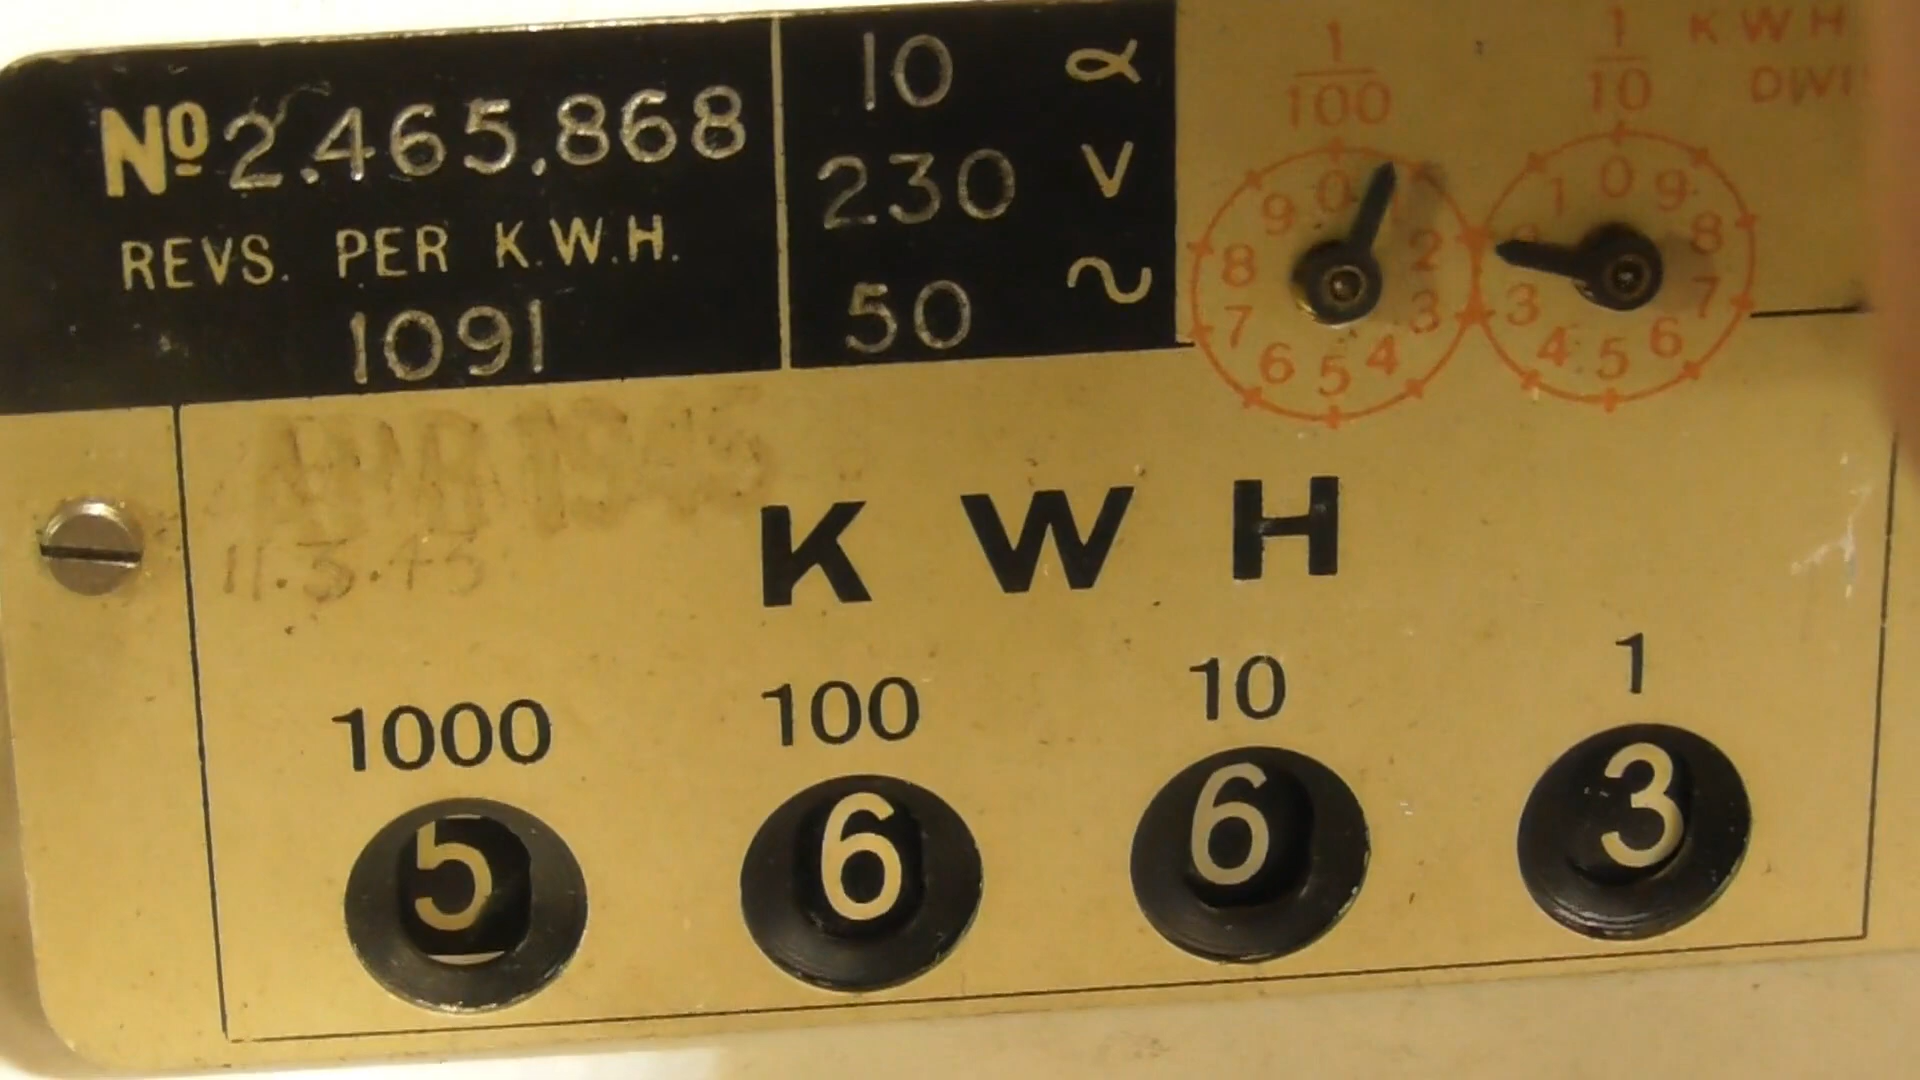 No 2.465.868
REVS. PER K.W.H.
1091
10 A
230 V
50 ~
1/100
0 1 2 3 4 5 6 7 8 9
1/10
0 9 8 7 6 5 4 3 1
KWH
11.3.43
K W H
1000 100 10 1
5 6 6 3